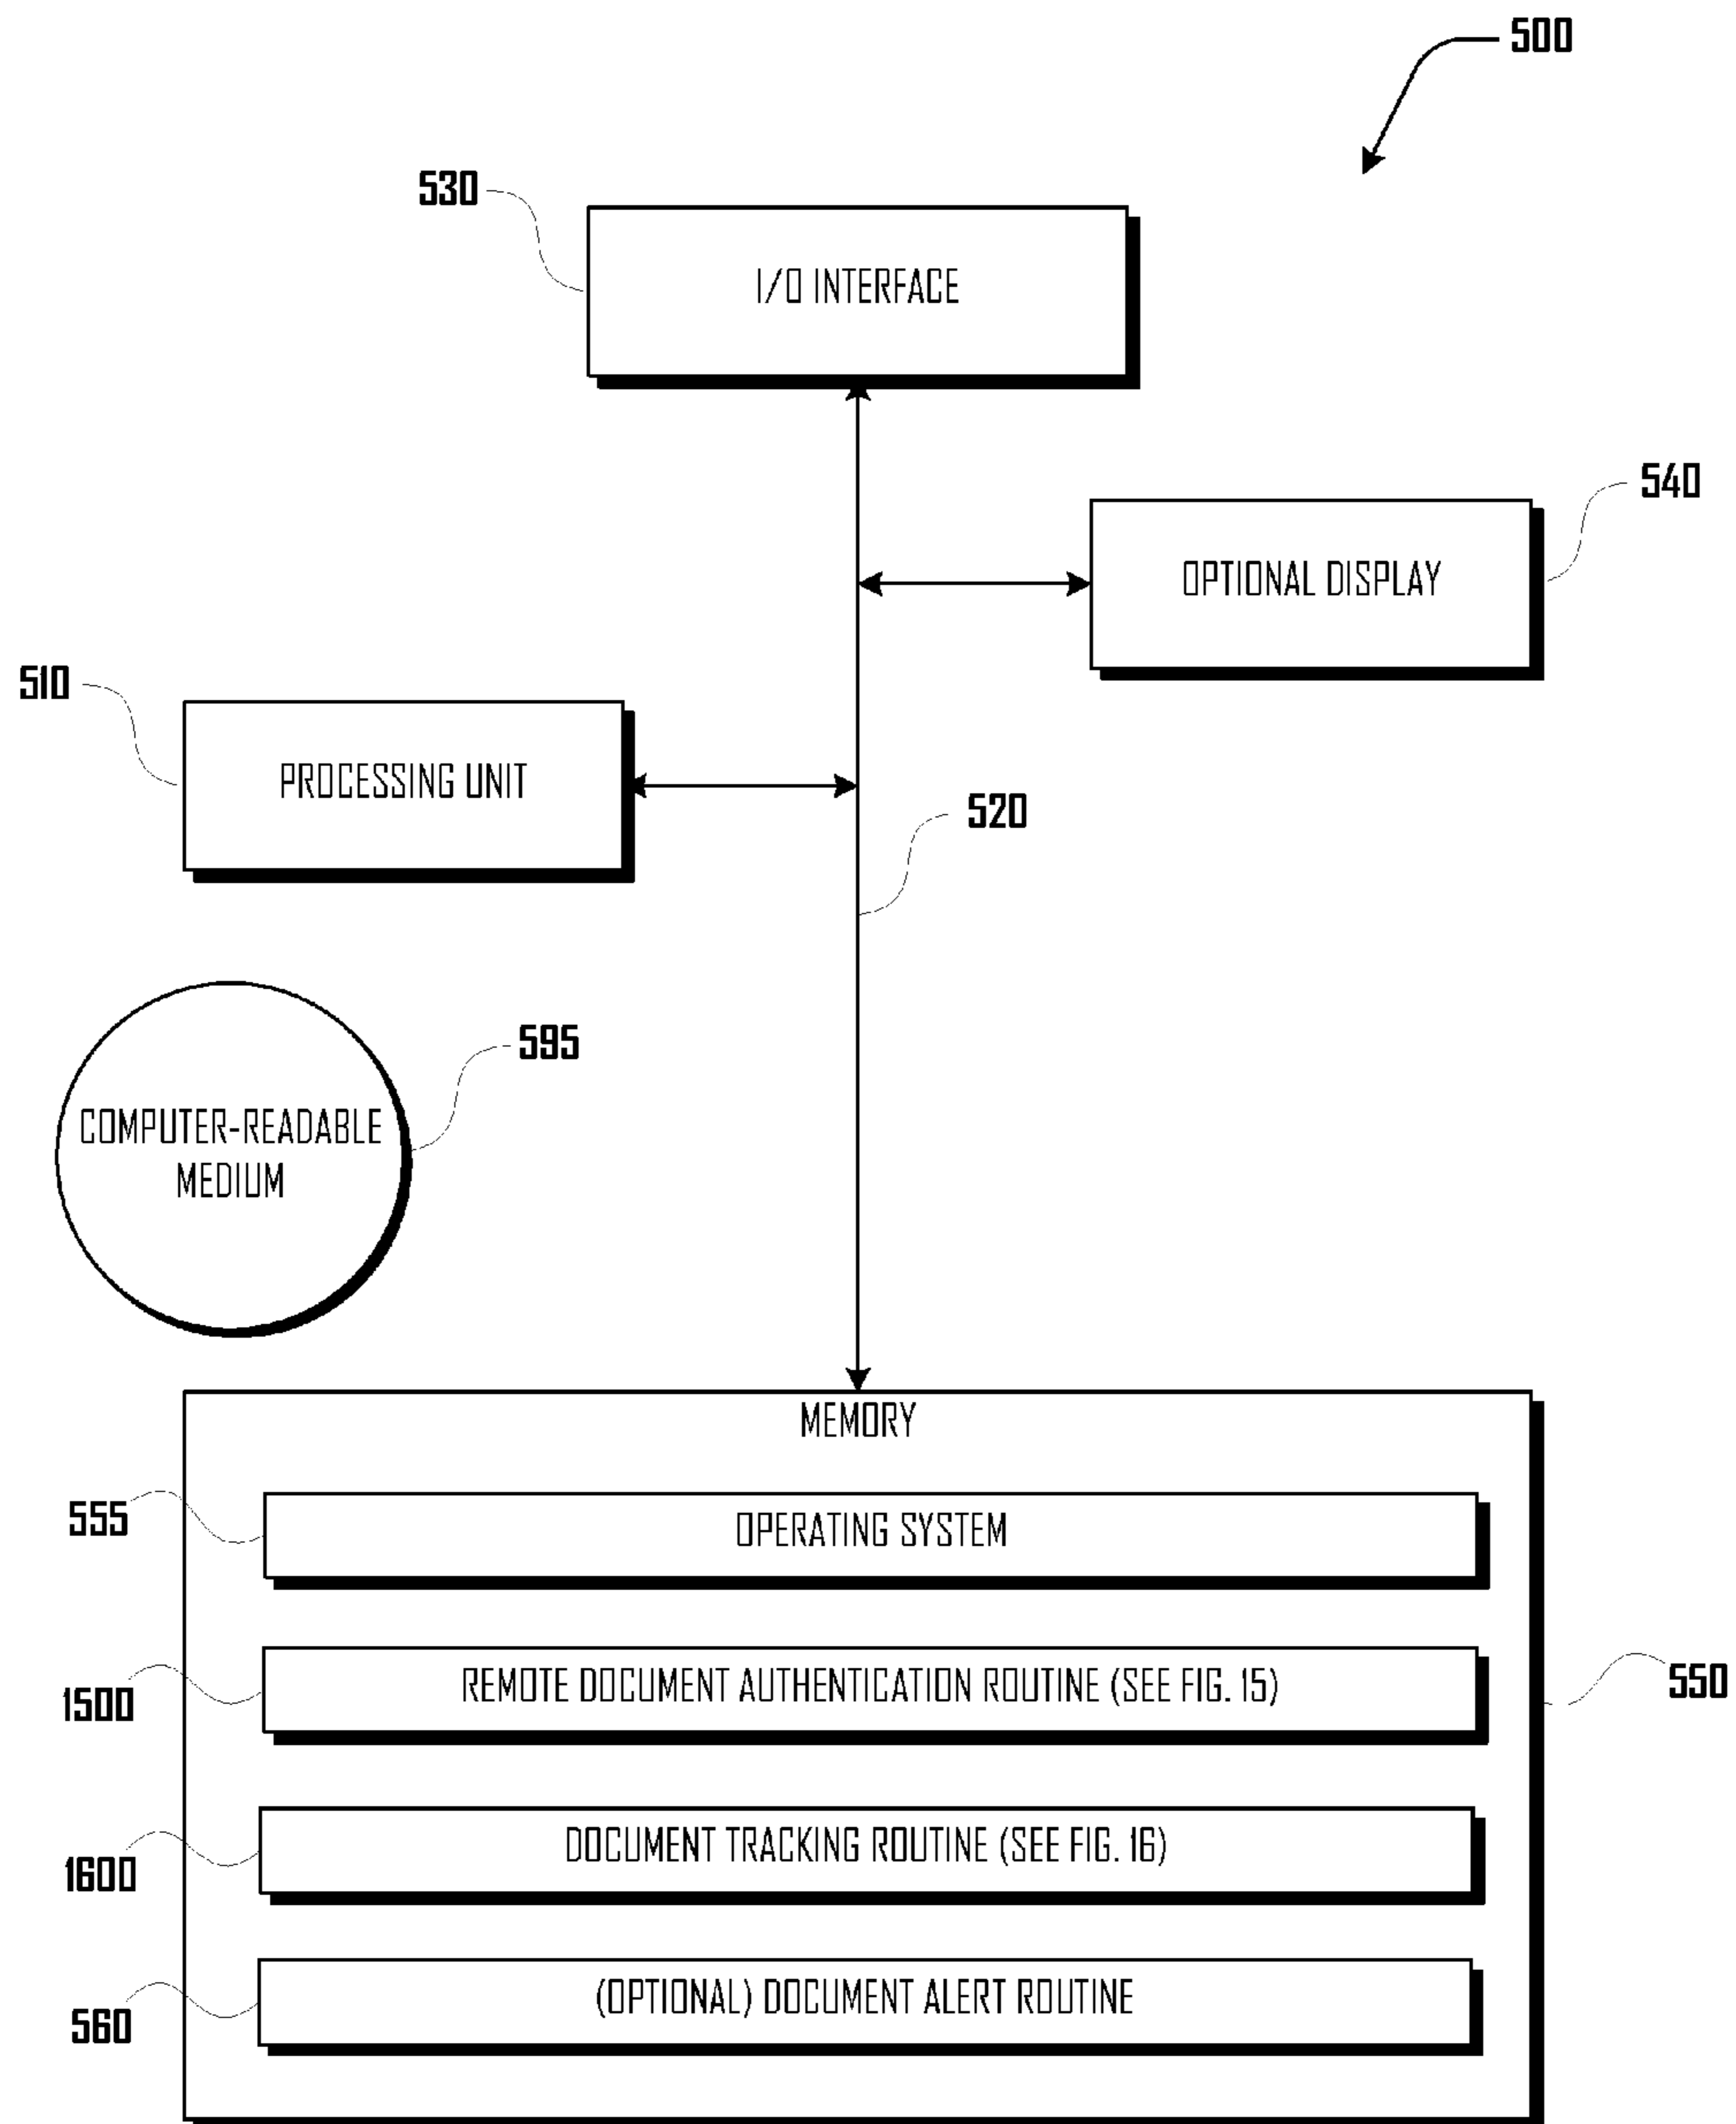 500
530
I/O INTERFACE
540
OPTIONAL DISPLAY
510
PROCESSING UNIT
520
595
COMPUTER-READABLE
MEDIUM
MEMORY
555
OPERATING SYSTEM
1500
REMOTE DOCUMENT AUTHENTICATION ROUTINE (SEE FIG. 15)
550
1600
DOCUMENT TRACKING ROUTINE (SEE FIG. 16)
560
(OPTIONAL) DOCUMENT ALERT ROUTINE